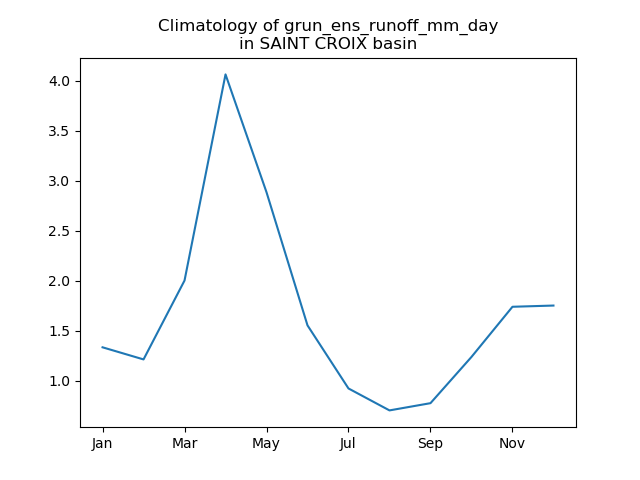 Climatology of grun_ens_runoff_mm_day
in SAINT CROIX basin
4.0
3.5
3.0
2.5
2.0
1.5
1.0
Jan Mar May Jul Sep Nov